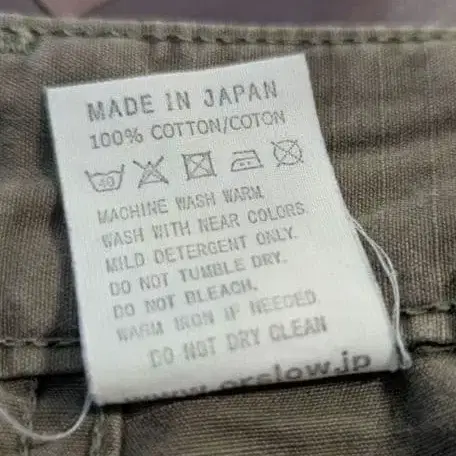 MADE IN JAPAN
100% COTTON/COTON
40
MACHINE WASH WARM,
WASH WITH NEAR COLORS.
MILD DETERGENT ONLY.
DO NOT TUMBLE DRY.
DO NOT BLEACH.
WARM IRON IF NEEDED.
DO NOT DRY CLEAN
www.orslow.jp